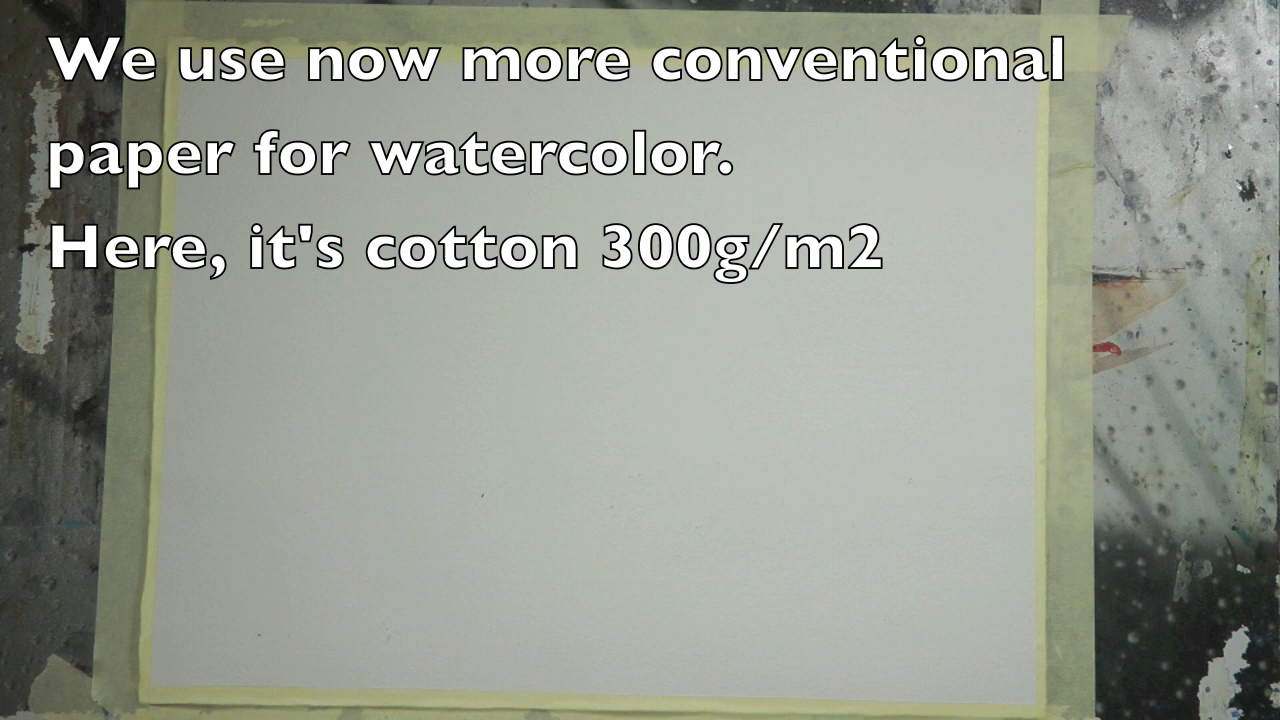 We use now more conventional
paper for watercolor.
Here, it's cotton 300g/m2